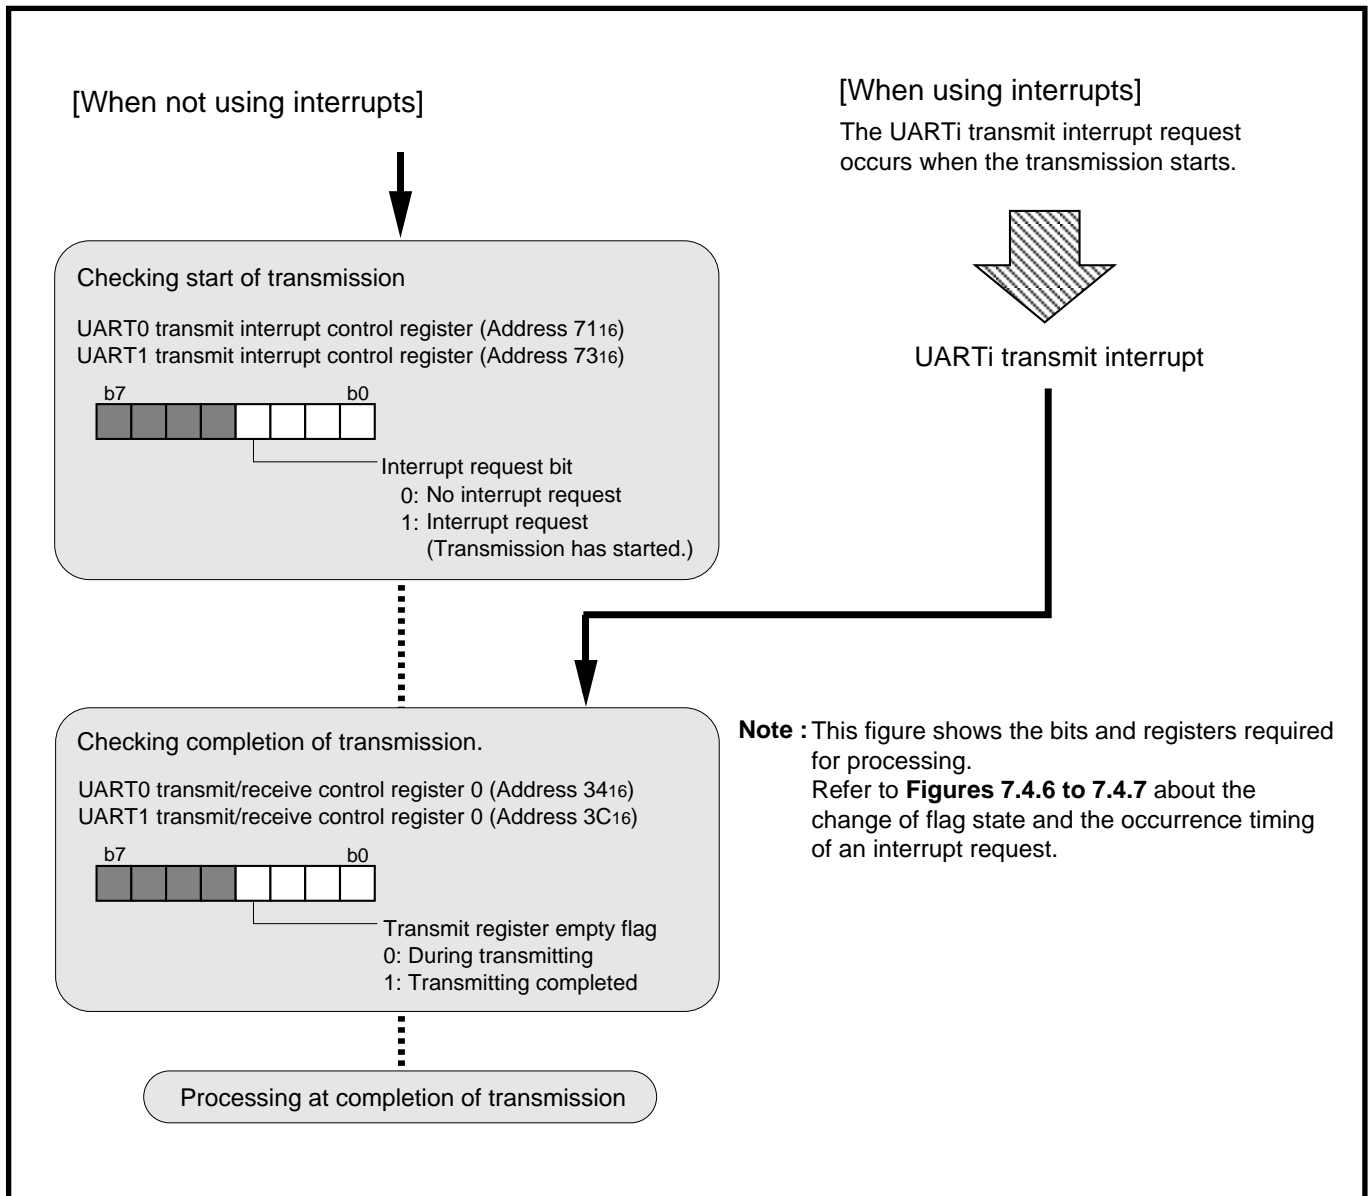 [When not using interrupts]
[When using interrupts]
The UARTi transmit interrupt request
occurs when the transmission starts.
Checking start of transmission
UART0 transmit interrupt control register (Address 7116)
UART1 transmit interrupt control register (Address 7316)
b7 b0
Interrupt request bit
0: No interrupt request
1: Interrupt request
(Transmission has started.)
UARTi transmit interrupt
Checking completion of transmission.
UART0 transmit/receive control register 0 (Address 3416)
UART1 transmit/receive control register 0 (Address 3C16)
b7 b0
Transmit register empty flag
0: During transmitting
1: Transmitting completed
Note : This figure shows the bits and registers required
for processing.
Refer to Figures 7.4.6 to 7.4.7 about the
change of flag state and the occurrence timing
of an interrupt request.
Processing at completion of transmission